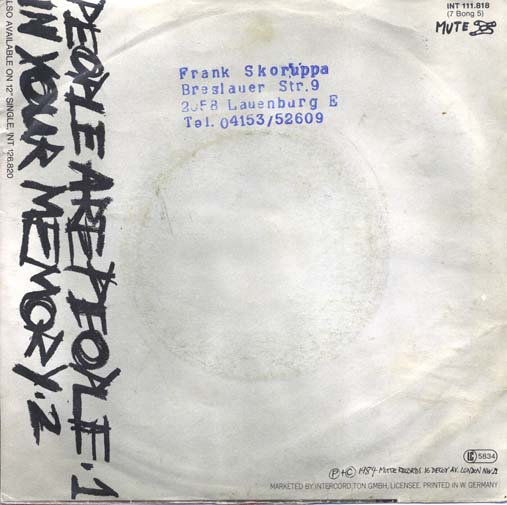 INT 111.818
(7 Bong 5)
MUTE
Frank Skoruppa
Breslauer Str.9
2058 Lauenburg E
Tel. 04153/52609
PEOPLE ARE PEOPLE·1
IN YOUR MEMORY·2
ALSO AVAILABLE ON 12" SINGLE, INT 126.820
LC 5834
℗+© 1984 MUTE RECORDS 16 DECOY AV. LONDON NW11
MARKETED BY INTERCORD TON GMBH, LICENSEE. PRINTED IN W. GERMANY